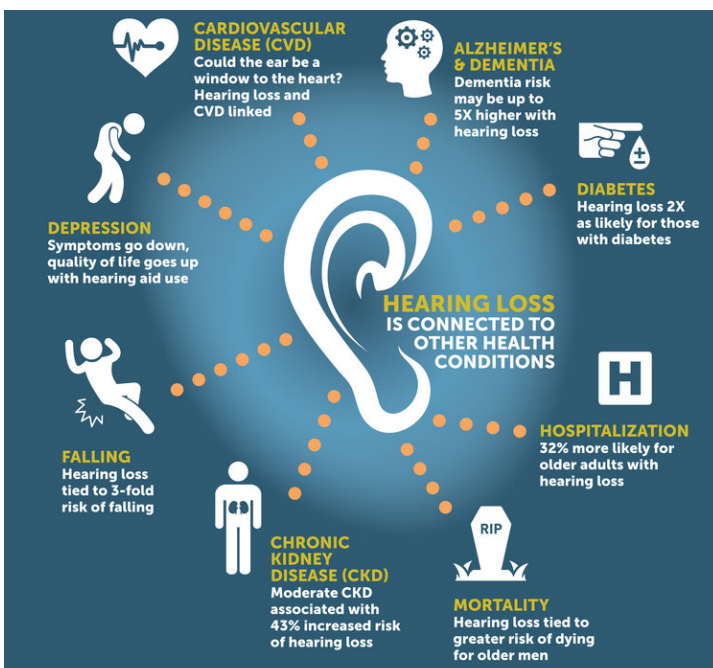 CARDIOVASCULAR
DISEASE (CVD)
Could the ear be a
window to the heart?
Hearing loss and
CVD linked
ALZHEIMER'S
& DEMENTIA
Dementia risk
may be up to
5X higher with
hearing loss
DIABETES
Hearing loss 2X
as likely for those
with diabetes
DEPRESSION
Symptoms go down,
quality of life goes up
with hearing aid use
HEARING LOSS
IS CONNECTED TO
OTHER HEALTH
CONDITIONS
H
HOSPITALIZATION
32% more likely for
older adults with
hearing loss
FALLING
Hearing loss
tied to 3-fold
risk of falling
CHRONIC
KIDNEY
DISEASE (CKD)
Moderate CKD
associated with
43% increased risk
of hearing loss
RIP
MORTALITY
Hearing loss tied to
greater risk of dying
for older men